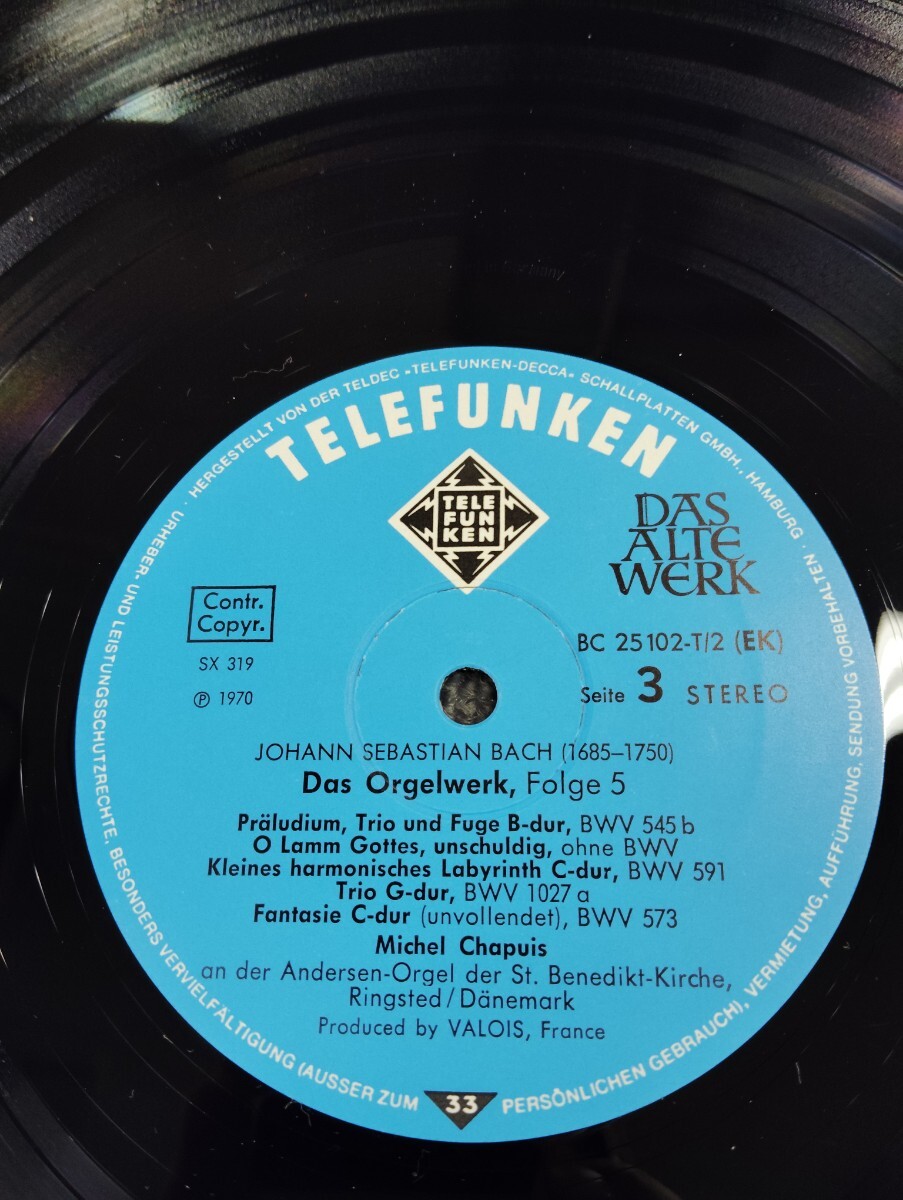 URHEBER- UND LEISTUNGSSCHUTZRECHTE, BESONDERS VERVIELFÄLTIGUNG (AUSSER ZUM PERSÖNLICHEN GEBRAUCH), VERMIETUNG, AUFFÜHRUNG, SENDUNG VORBEHALTEN · HERGESTELLT VON DER TELDEC »TELEFUNKEN-DECCA« SCHALLPLATTEN GMBH., HAMBURG ·
TELEFUNKEN
TELE
FUN
KEN
DAS
ALTE
WERK
Contr.
Copyr.
SX 319
℗ 1970
BC 25102-T/2 (EK)
Seite 3 STEREO
JOHANN SEBASTIAN BACH (1685–1750)
Das Orgelwerk, Folge 5
Präludium, Trio und Fuge B-dur, BWV 545 b
O Lamm Gottes, unschuldig, ohne BWV
Kleines harmonisches Labyrinth C-dur, BWV 591
Trio G-dur, BWV 1027 a
Fantasie C-dur (unvollendet), BWV 573
Michel Chapuis
an der Andersen-Orgel der St. Benedikt-Kirche,
Ringsted / Dänemark
Produced by VALOIS, France
33